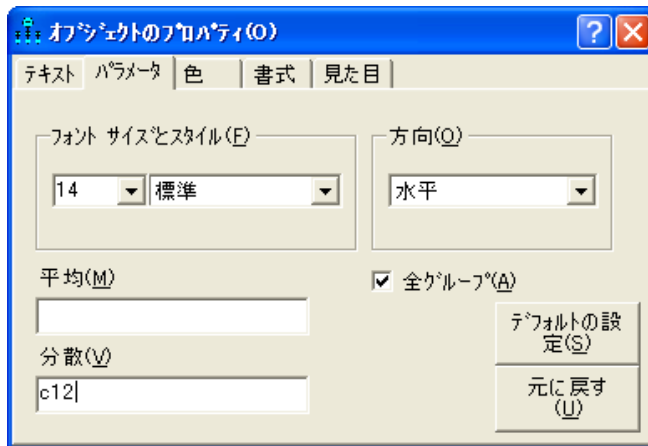 ｵﾌﾞｼﾞｪｸﾄのﾌﾟﾛﾊﾟﾃｨ(O)
テキスト ﾊﾟﾗﾒｰﾀ 色 書式 見た目
ﾌｫﾝﾄ ｻｲｽﾞとｽﾀｲﾙ(F) 方向(O)
14 標準 水平
平均(M) 全ｸﾞﾙｰﾌﾟ(A)
ﾃﾞﾌｫﾙﾄの設
定(S)
分散(V)
c12
元に戻す
(U)